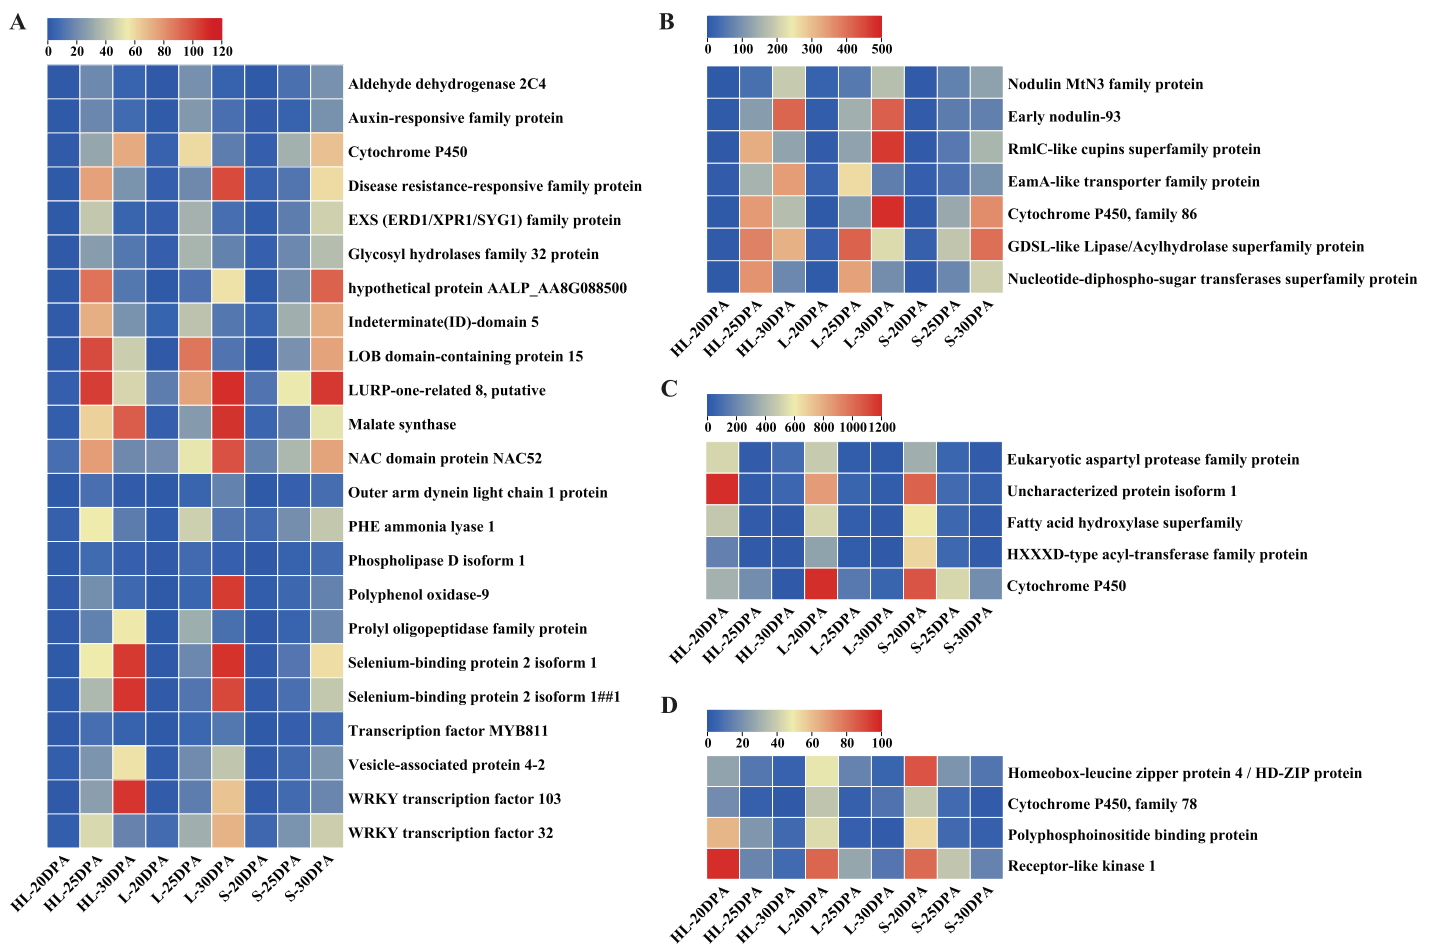 A
0 20 40 60 80 100 120
Aldehyde dehydrogenase 2C4
Auxin-responsive family protein
Cytochrome P450
Disease resistance-responsive family protein
EXS (ERD1/XPR1/SYG1) family protein
Glycosyl hydrolases family 32 protein
hypothetical protein AALP_AA8G088500
Indeterminate(ID)-domain 5
LOB domain-containing protein 15
LURP-one-related 8, putative
Malate synthase
NAC domain protein NAC52
Outer arm dynein light chain 1 protein
PHE ammonia lyase 1
Phospholipase D isoform 1
Polyphenol oxidase-9
Prolyl oligopeptidase family protein
Selenium-binding protein 2 isoform 1
Selenium-binding protein 2 isoform 1##1
Transcription factor MYB811
Vesicle-associated protein 4-2
WRKY transcription factor 103
WRKY transcription factor 32
HL-20DPA
HL-25DPA
HL-30DPA
L-20DPA
L-25DPA
L-30DPA
S-20DPA
S-25DPA
S-30DPA
B
0 100 200 300 400 500
Nodulin MtN3 family protein
Early nodulin-93
RmlC-like cupins superfamily protein
EamA-like transporter family protein
Cytochrome P450, family 86
GDSL-like Lipase/Acylhydrolase superfamily protein
Nucleotide-diphospho-sugar transferases superfamily protein
HL-20DPA
HL-25DPA
HL-30DPA
L-20DPA
L-25DPA
L-30DPA
S-20DPA
S-25DPA
S-30DPA
C
0 200 400 600 800 1000 1200
Eukaryotic aspartyl protease family protein
Uncharacterized protein isoform 1
Fatty acid hydroxylase superfamily
HXXXD-type acyl-transferase family protein
Cytochrome P450
HL-20DPA
HL-25DPA
HL-30DPA
L-20DPA
L-25DPA
L-30DPA
S-20DPA
S-25DPA
S-30DPA
D
0 20 40 60 80 100
Homeobox-leucine zipper protein 4 / HD-ZIP protein
Cytochrome P450, family 78
Polyphosphoinositide binding protein
Receptor-like kinase 1
HL-20DPA
HL-25DPA
HL-30DPA
L-20DPA
L-25DPA
L-30DPA
S-20DPA
S-25DPA
S-30DPA